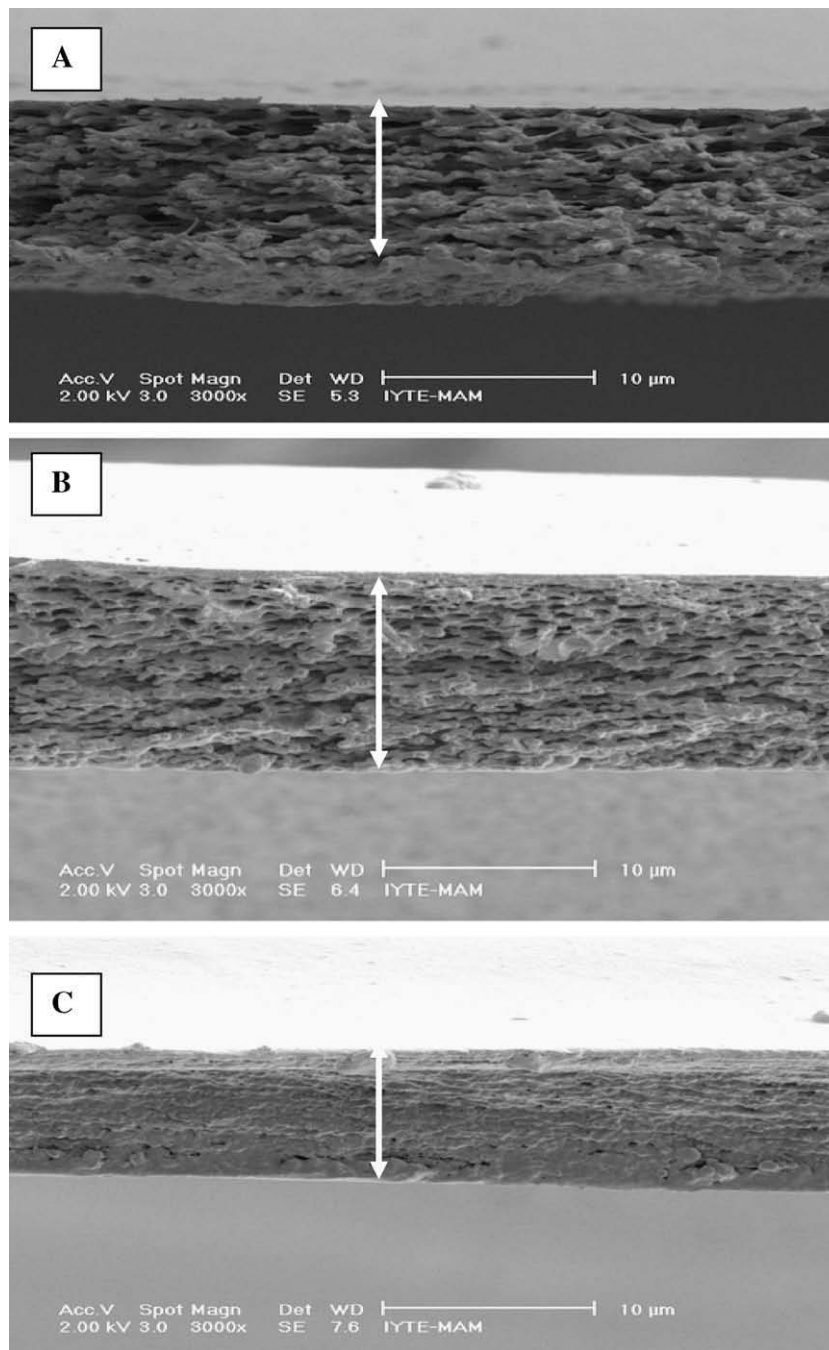 A
Acc.V Spot Magn Det WD 10 µm
2.00 kV 3.0 3000x SE 5.3 IYTE-MAM
B
Acc.V Spot Magn Det WD 10 µm
2.00 kV 3.0 3000x SE 6.4 IYTE-MAM
C
Acc.V Spot Magn Det WD 10 µm
2.00 kV 3.0 3000x SE 7.6 IYTE-MAM